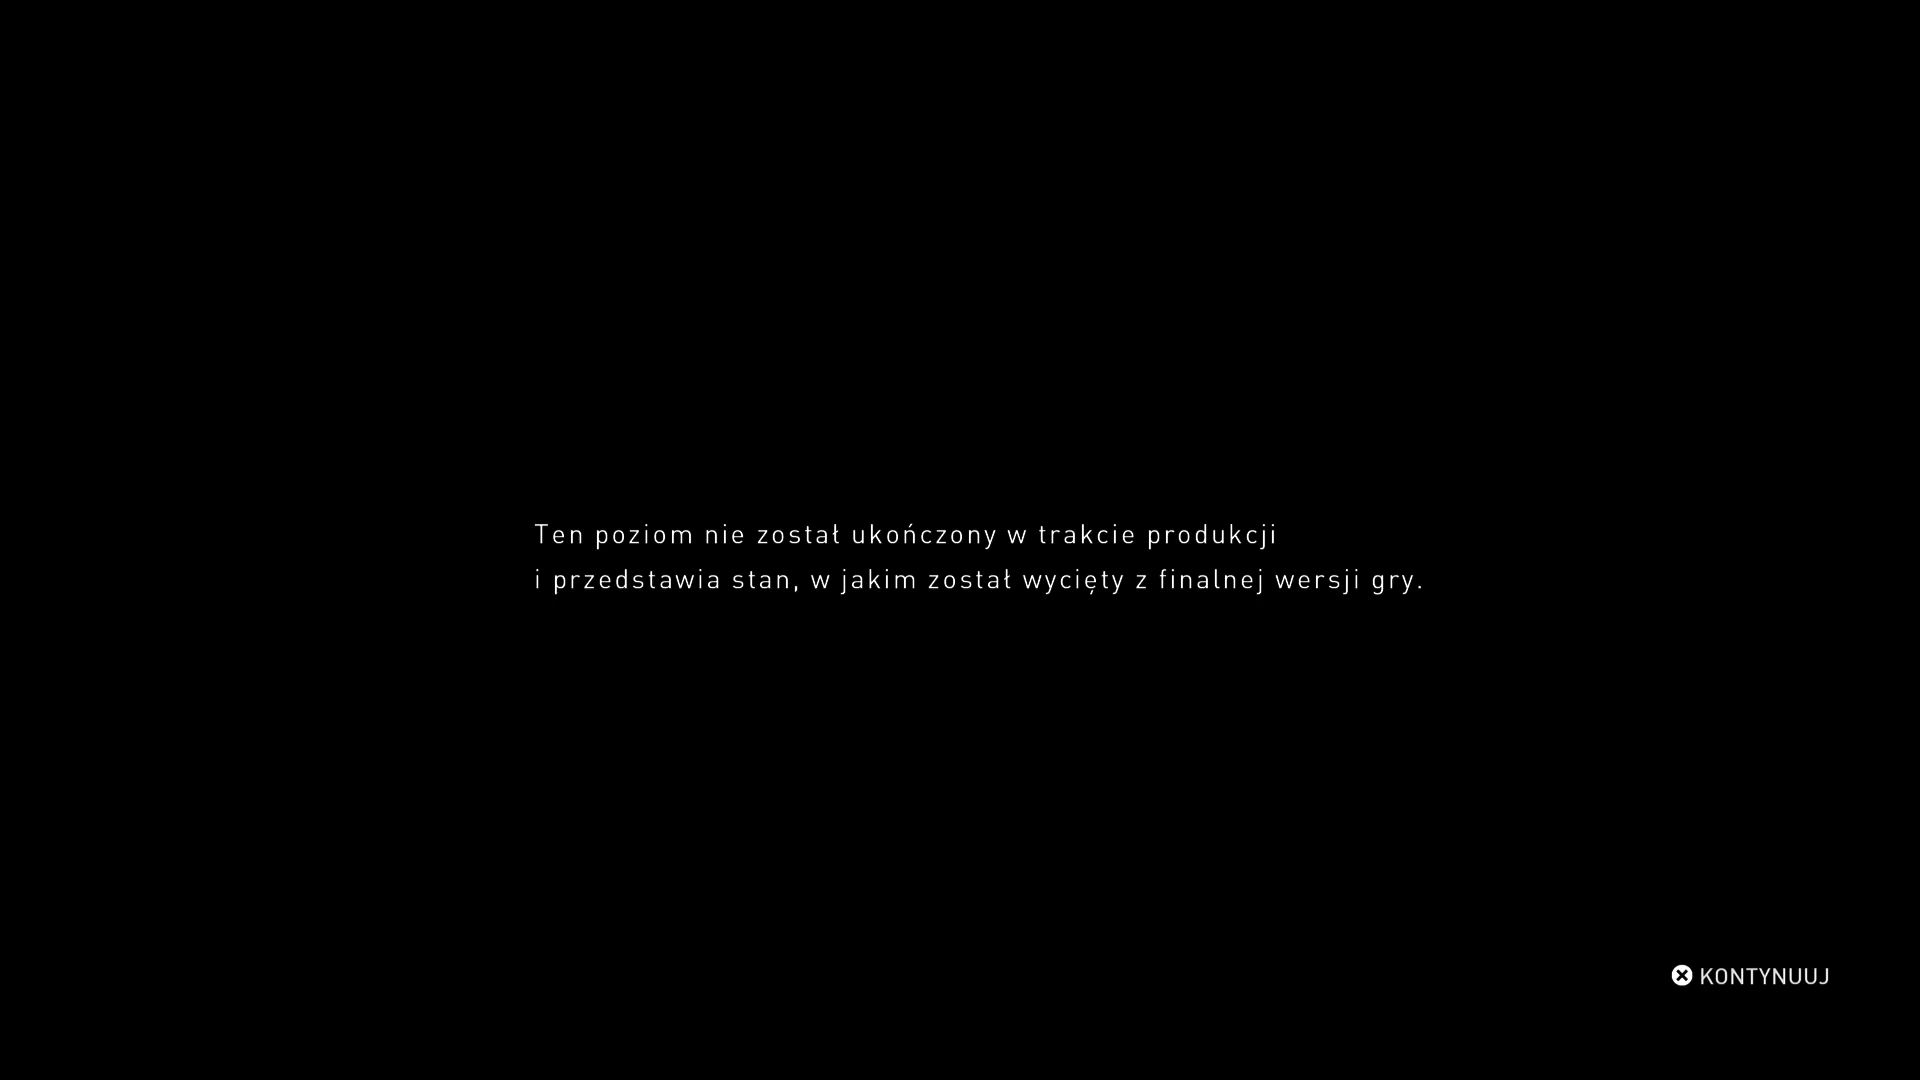 Ten poziom nie został ukończony w trakcie produkcji
i przedstawia stan, w jakim został wycięty z finalnej wersji gry.
KONTYNUUJ